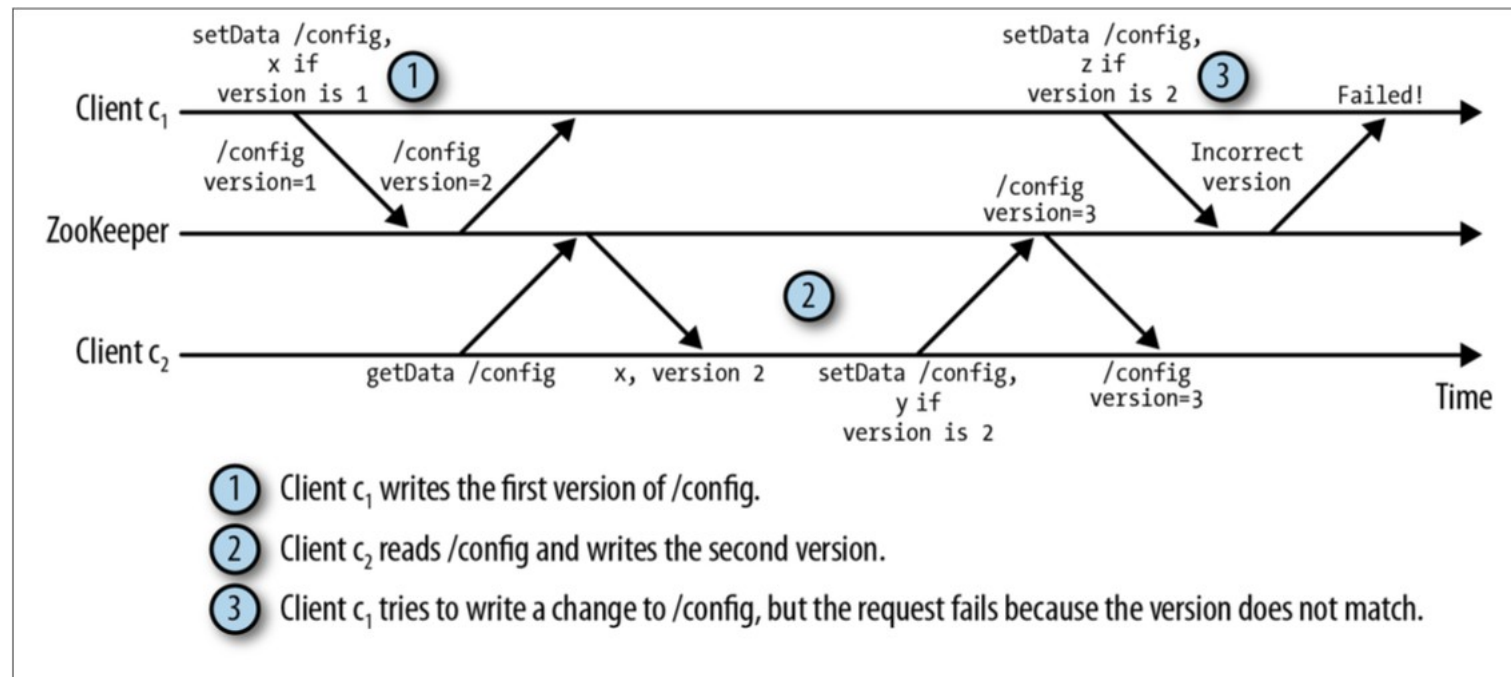 setData /config,
x if
version is 1
1
setData /config,
z if
version is 2
3
Failed!
Client c₁
/config
version=1
/config
version=2
Incorrect
version
/config
version=3
ZooKeeper
2
Client c₂
getData /config
x, version 2
setData /config,
y if
version is 2
/config
version=3
Time
1 Client c₁ writes the first version of /config.
2 Client c₂ reads /config and writes the second version.
3 Client c₁ tries to write a change to /config, but the request fails because the version does not match.